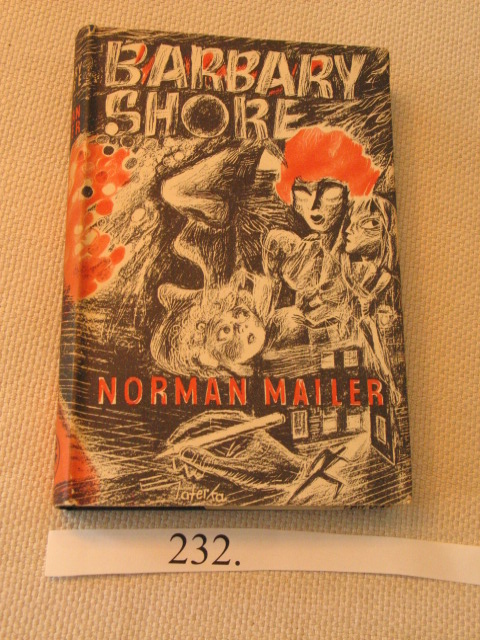 BARBARY
SHORE
NORMAN MAILER
232.